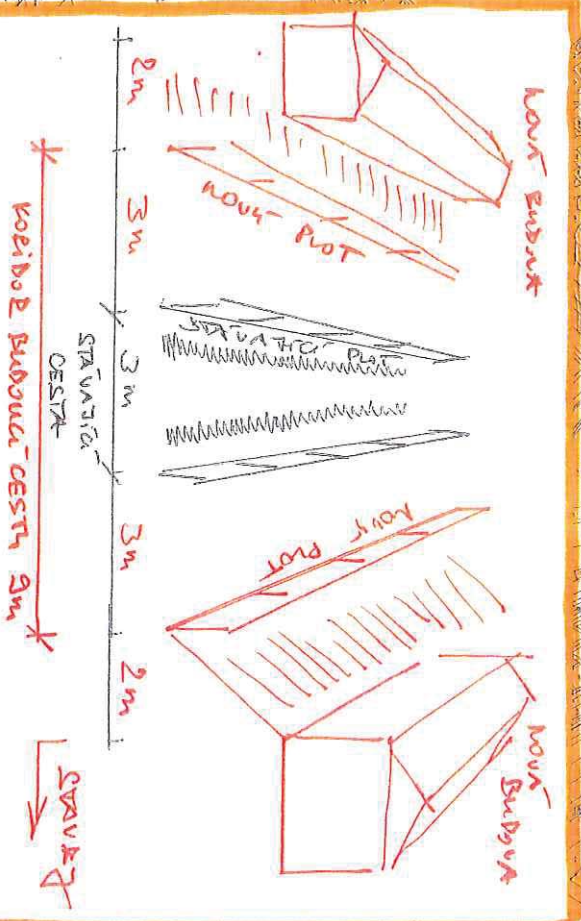 NOVÁ BUDOVA
NOVÁ
BUDOVA
NOVÝ PLOT
STÁVAJÍCÍ PLOT
NOVÝ PLOT
2m 3m 3m 3m 2m
STÁVAJÍCÍ
CESTA
KORIDOR BUDOUCÍ CESTY 9m